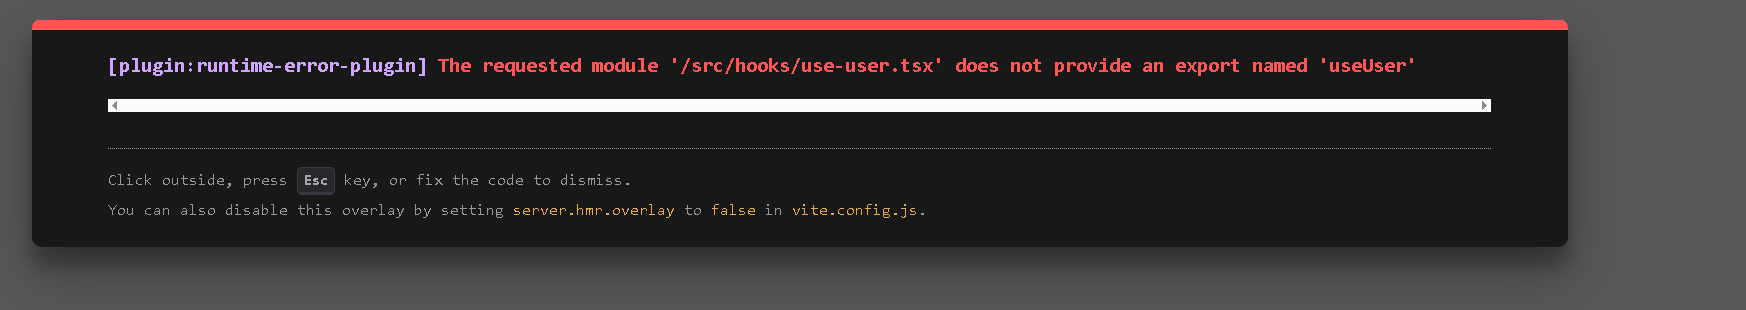 [plugin:runtime-error-plugin] The requested module '/src/hooks/use-user.tsx' does not provide an export named 'useUser'
Click outside, press Esc key, or fix the code to dismiss.
You can also disable this overlay by setting server.hmr.overlay to false in vite.config.js.